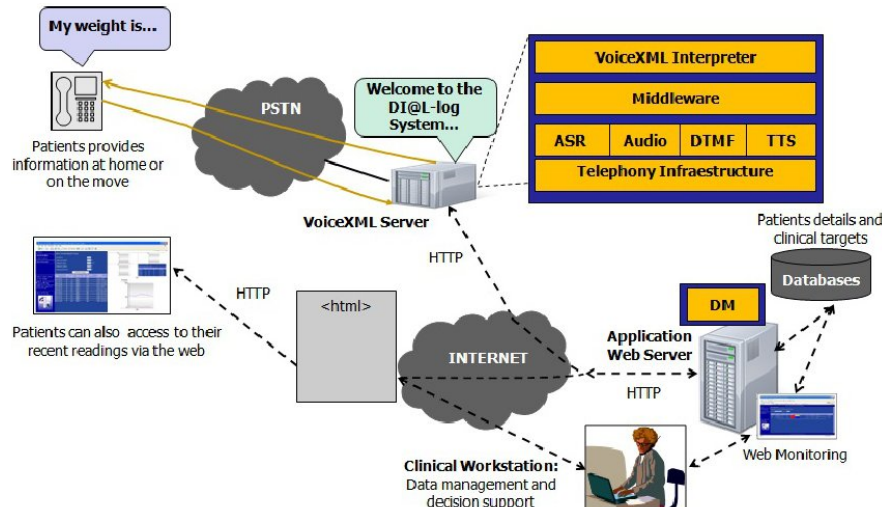 My weight is...
PSTN
Welcome to the
DI@L-log
System...
VoiceXML Interpreter
Middleware
ASR
Audio
DTMF
TTS
Telephony Infraestructure
Patients provides
information at home or
on the move
VoiceXML Server
Patients details and
clinical targets
Databases
HTTP
HTTP
<html>
DM
Patients can also access to their
recent readings via the web
INTERNET
Application
Web Server
HTTP
Web Monitoring
Clinical Workstation:
Data management and
decision support